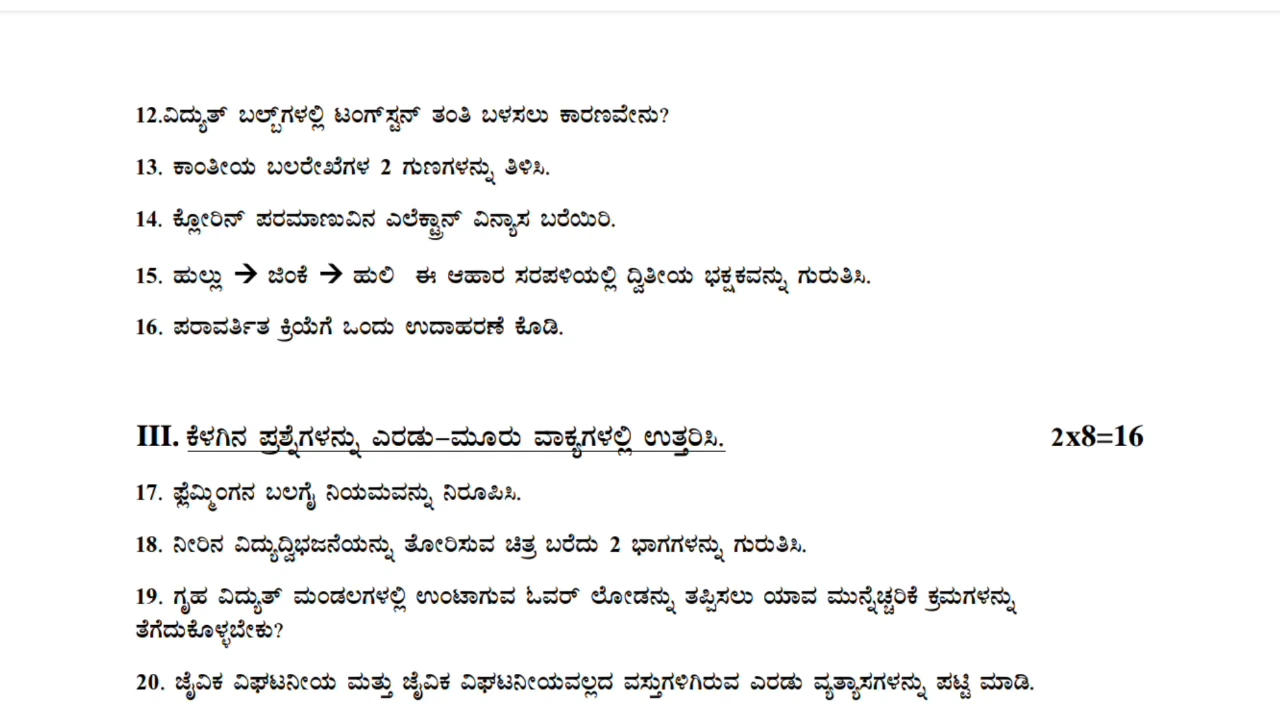 12.ವಿದ್ಯುತ್ ಬಲ್ಬ್‌ಗಳಲ್ಲಿ ಟಂಗ್‌ಸ್ಟನ್ ತಂತಿ ಬಳಸಲು ಕಾರಣವೇನು?
13. ಕಾಂತೀಯ ಬಲರೇಖೆಗಳ 2 ಗುಣಗಳನ್ನು ತಿಳಿಸಿ.
14. ಕ್ಲೋರಿನ್ ಪರಮಾಣುವಿನ ಎಲೆಕ್ಟ್ರಾನ್ ವಿನ್ಯಾಸ ಬರೆಯಿರಿ.
15. ಹುಲ್ಲು → ಜಿಂಕೆ → ಹುಲಿ ಈ ಆಹಾರ ಸರಪಳಿಯಲ್ಲಿ ದ್ವಿತೀಯ ಭಕ್ಷಕವನ್ನು ಗುರುತಿಸಿ.
16. ಪರಾವರ್ತಿತ ಕ್ರಿಯೆಗೆ ಒಂದು ಉದಾಹರಣೆ ಕೊಡಿ.
III. ಕೆಳಗಿನ ಪ್ರಶ್ನೆಗಳನ್ನು ಎರಡು–ಮೂರು ವಾಕ್ಯಗಳಲ್ಲಿ ಉತ್ತರಿಸಿ. 2x8=16
17. ಫ್ಲೆಮ್ಮಿಂಗನ ಬಲಗೈ ನಿಯಮವನ್ನು ನಿರೂಪಿಸಿ.
18. ನೀರಿನ ವಿದ್ಯುದ್ವಿಭಜನೆಯನ್ನು ತೋರಿಸುವ ಚಿತ್ರ ಬರೆದು 2 ಭಾಗಗಳನ್ನು ಗುರುತಿಸಿ.
19. ಗೃಹ ವಿದ್ಯುತ್ ಮಂಡಲಗಳಲ್ಲಿ ಉಂಟಾಗುವ ಓವರ್ ಲೋಡನ್ನು ತಪ್ಪಿಸಲು ಯಾವ ಮುನ್ನೆಚ್ಚರಿಕೆ ಕ್ರಮಗಳನ್ನು
ತೆಗೆದುಕೊಳ್ಳಬೇಕು?
20. ಜೈವಿಕ ವಿಘಟನೀಯ ಮತ್ತು ಜೈವಿಕ ವಿಘಟನೀಯವಲ್ಲದ ವಸ್ತುಗಳಿಗಿರುವ ಎರಡು ವ್ಯತ್ಯಾಸಗಳನ್ನು ಪಟ್ಟಿ ಮಾಡಿ.